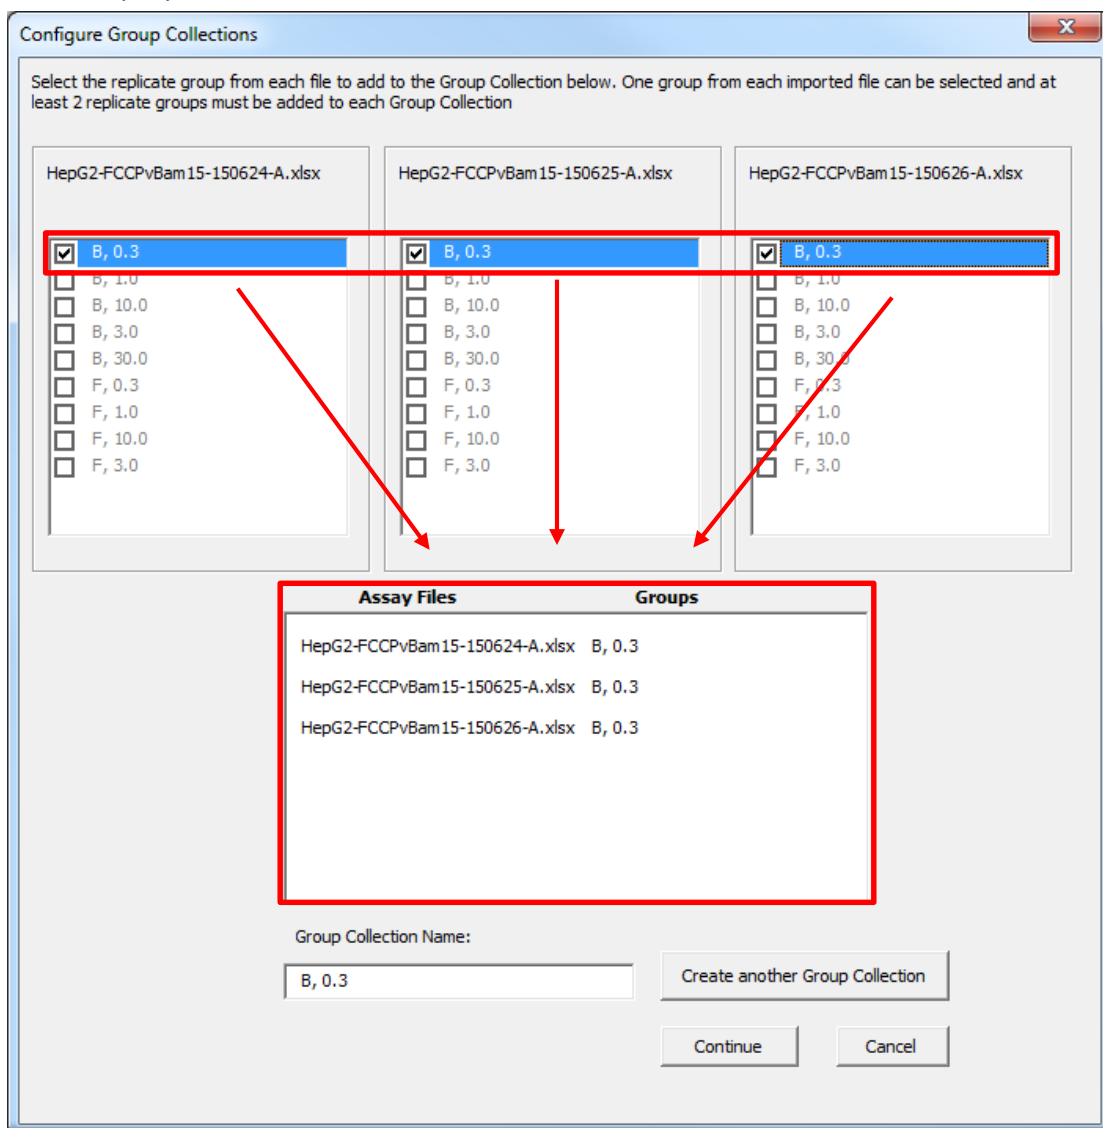 Configure Group Collections
Select the replicate group from each file to add to the Group Collection below. One group from each imported file can be selected and at
least 2 replicate groups must be added to each Group Collection
HepG2-FCCPvBam15-150624-A.xlsx
B, 0.3
B, 1.0
B, 10.0
B, 3.0
B, 30.0
F, 0.3
F, 1.0
F, 10.0
F, 3.0
HepG2-FCCPvBam15-150625-A.xlsx
B, 0.3
B, 1.0
B, 10.0
B, 3.0
B, 30.0
F, 0.3
F, 1.0
F, 10.0
F, 3.0
HepG2-FCCPvBam15-150626-A.xlsx
B, 0.3
B, 1.0
B, 10.0
B, 3.0
B, 30.0
F, 0.3
F, 1.0
F, 10.0
F, 3.0
Assay Files Groups
HepG2-FCCPvBam15-150624-A.xlsx B, 0.3
HepG2-FCCPvBam15-150625-A.xlsx B, 0.3
HepG2-FCCPvBam15-150626-A.xlsx B, 0.3
Group Collection Name:
B, 0.3
Create another Group Collection
Continue
Cancel